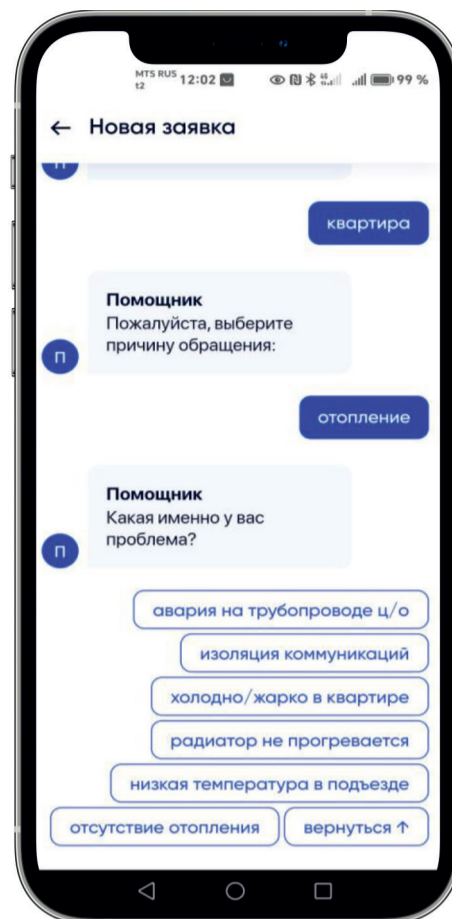 MTS RUS
t2
12:02
99 %
← Новая заявка
П
квартира
Помощник
Пожалуйста, выберите
причину обращения:
П
отопление
Помощник
Какая именно у вас
проблема?
П
авария на трубопроводе ц/о
изоляция коммуникаций
холодно/жарко в квартире
радиатор не прогревается
низкая температура в подъезде
отсутствие отопления
вернуться ↑